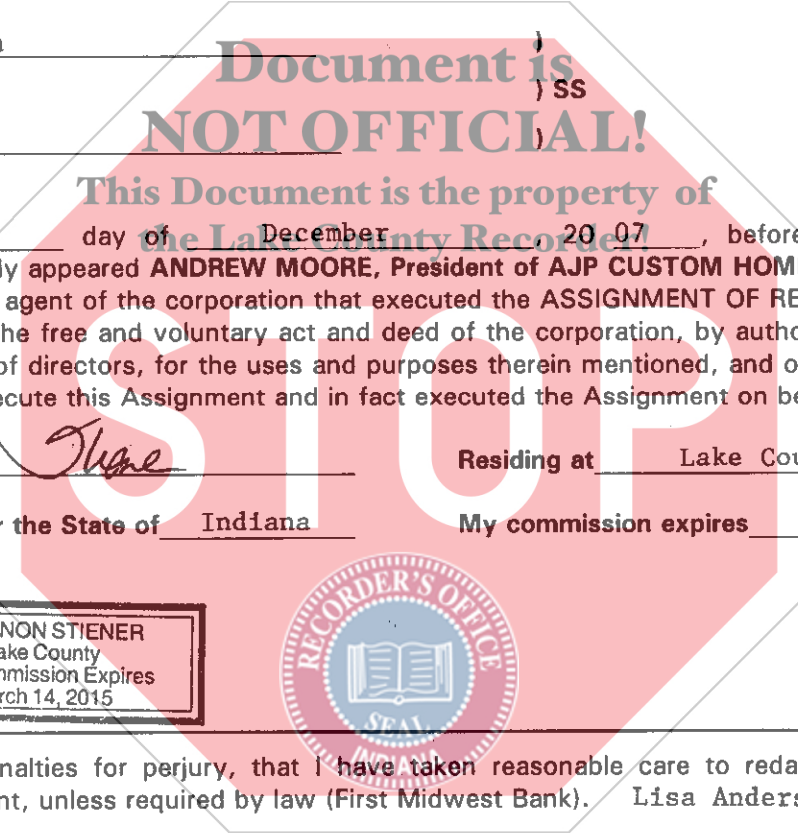 a )
Document is
) SS
NOT OFFICIAL!
)
This Document is the property of
the Lake County Recorder!
day of December , 20 07 , before
ly appeared ANDREW MOORE, President of AJP CUSTOM HOM
agent of the corporation that executed the ASSIGNMENT OF RE
he free and voluntary act and deed of the corporation, by autho
of directors, for the uses and purposes therein mentioned, and o
ecute this Assignment and in fact executed the Assignment on be
STOP
Residing at Lake Cou
r the State of Indiana My commission expires
RECORDER'S OFFICE
SEAL
INDIANA
NON STIENER
ake County
mmission Expires
rch 14, 2015
nalties for perjury, that I have taken reasonable care to reda
nt, unless required by law (First Midwest Bank). Lisa Anders